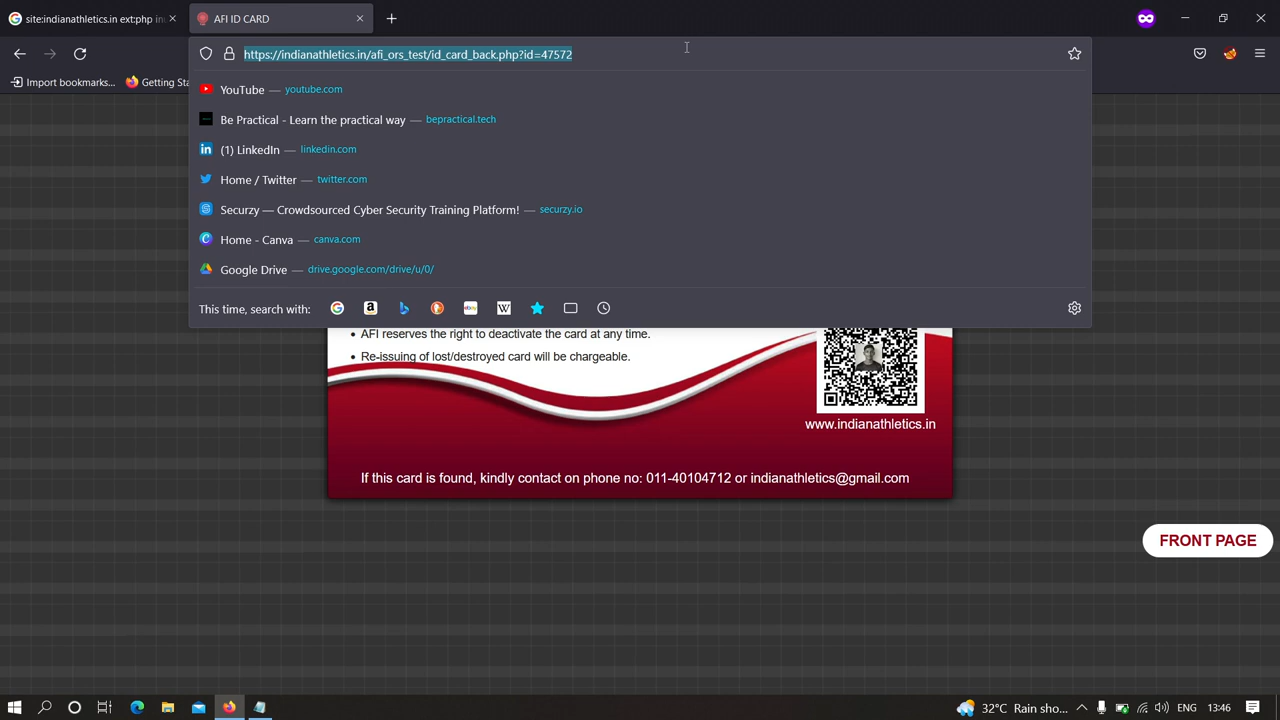 site:indianathletics.in ext:php in
AFI ID CARD
https://indianathletics.in/afi_ors_test/id_card_back.php?id=47572
Import bookmarks...
Getting Sta
YouTube — youtube.com
Be Practical - Learn the practical way — bepractical.tech
(1) LinkedIn — linkedin.com
Home / Twitter — twitter.com
Securzy — Crowdsourced Cyber Security Training Platform! — securzy.io
Home - Canva — canva.com
Google Drive — drive.google.com/drive/u/0/
This time, search with:
• AFI reserves the right to deactivate the card at any time.
• Re-issuing of lost/destroyed card will be chargeable.
www.indianathletics.in
If this card is found, kindly contact on phone no: 011-40104712 or indianathletics@gmail.com
FRONT PAGE
32°C Rain sho...
ENG
13:46